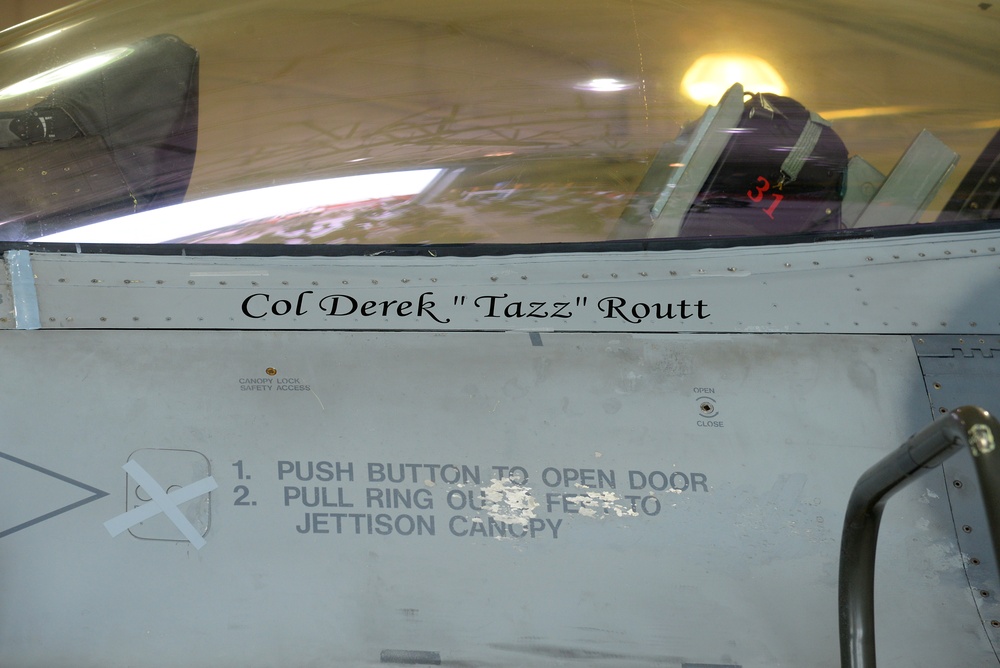 31
Col Derek "Tazz" Routt
CANOPY LOCK
SAFETY ACCESS
OPEN
CLOSE
1. PUSH BUTTON TO OPEN DOOR
2. PULL RING TO
JETTISON CANOPY